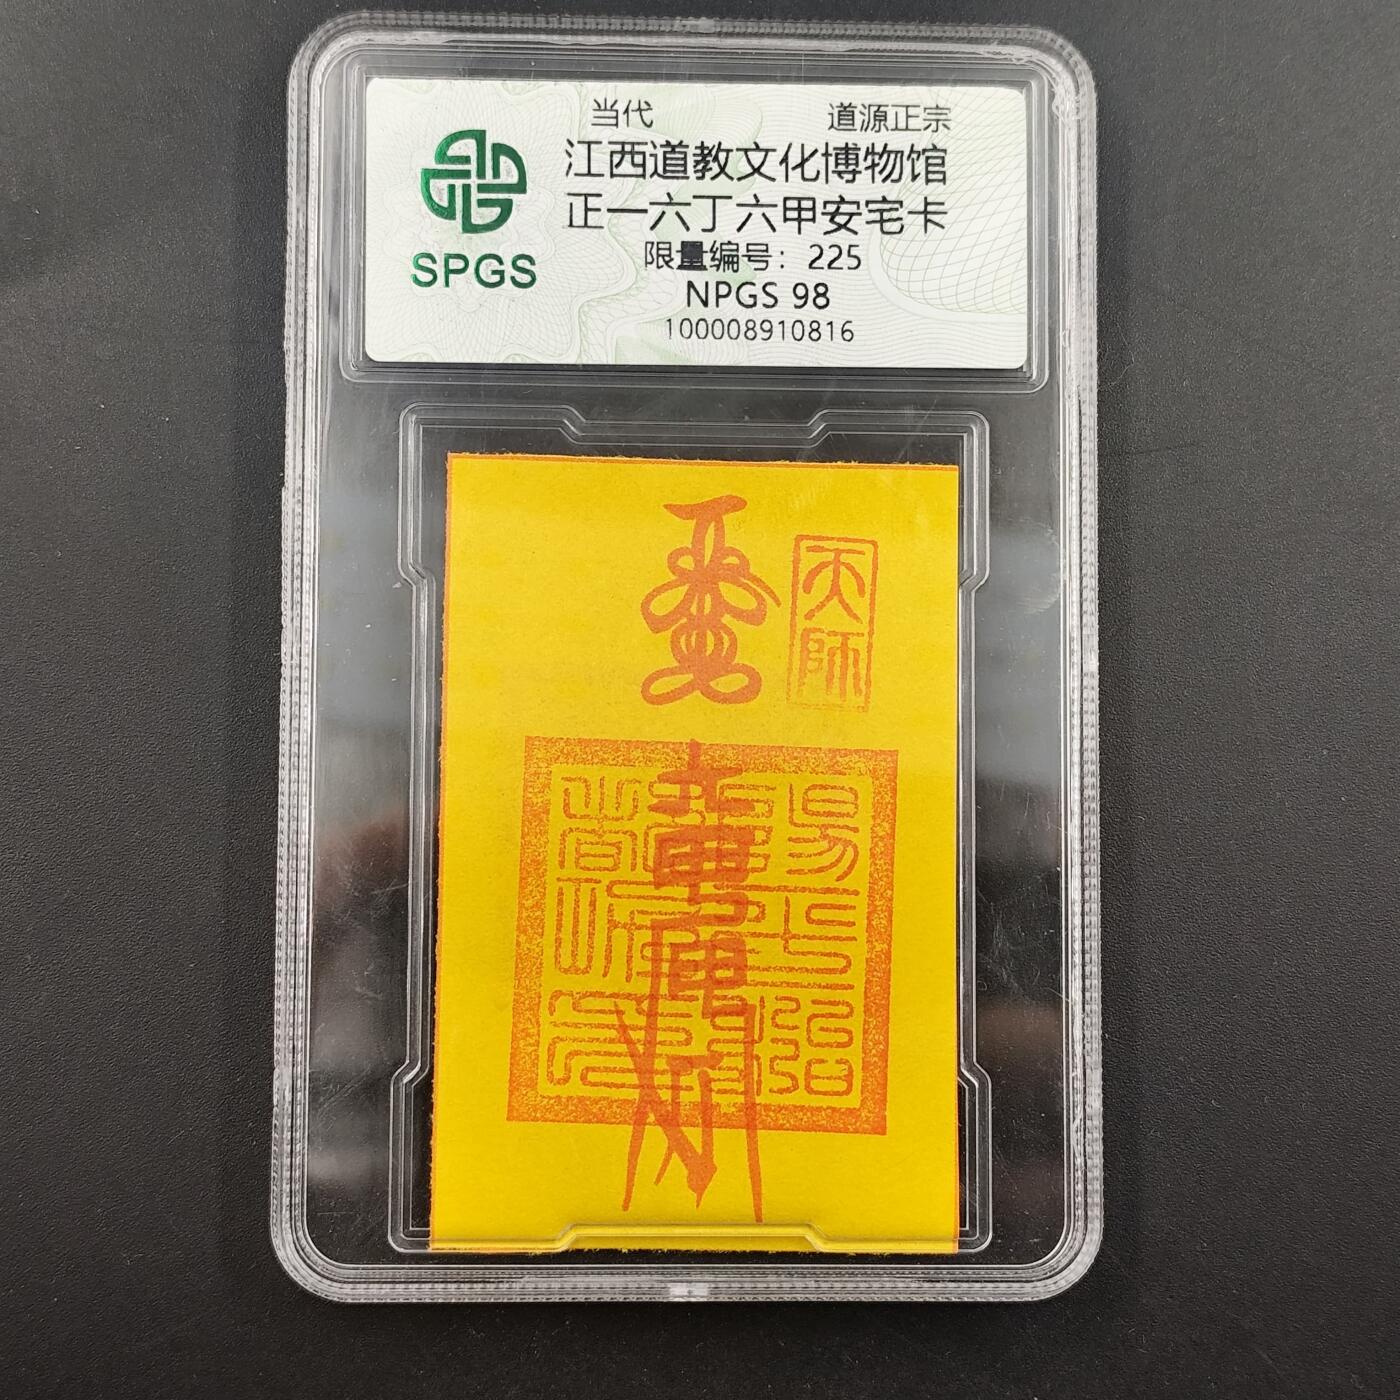 当代 道源正宗
江西道教文化博物馆
正一六丁六甲安宅卡
限量编号：225
NPGS 98
100008910816
SPGS
天師